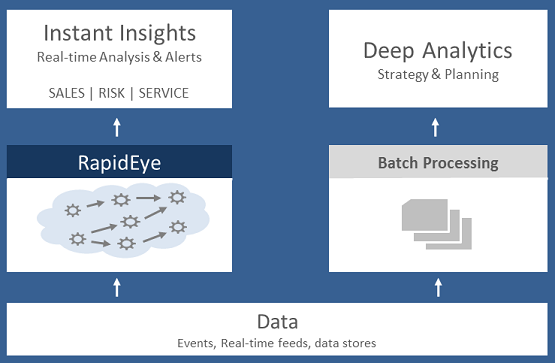 Instant Insights
Real-time Analysis & Alerts
SALES | RISK | SERVICE
Deep Analytics
Strategy & Planning
RapidEye
Batch Processing
Data
Events, Real-time feeds, data stores